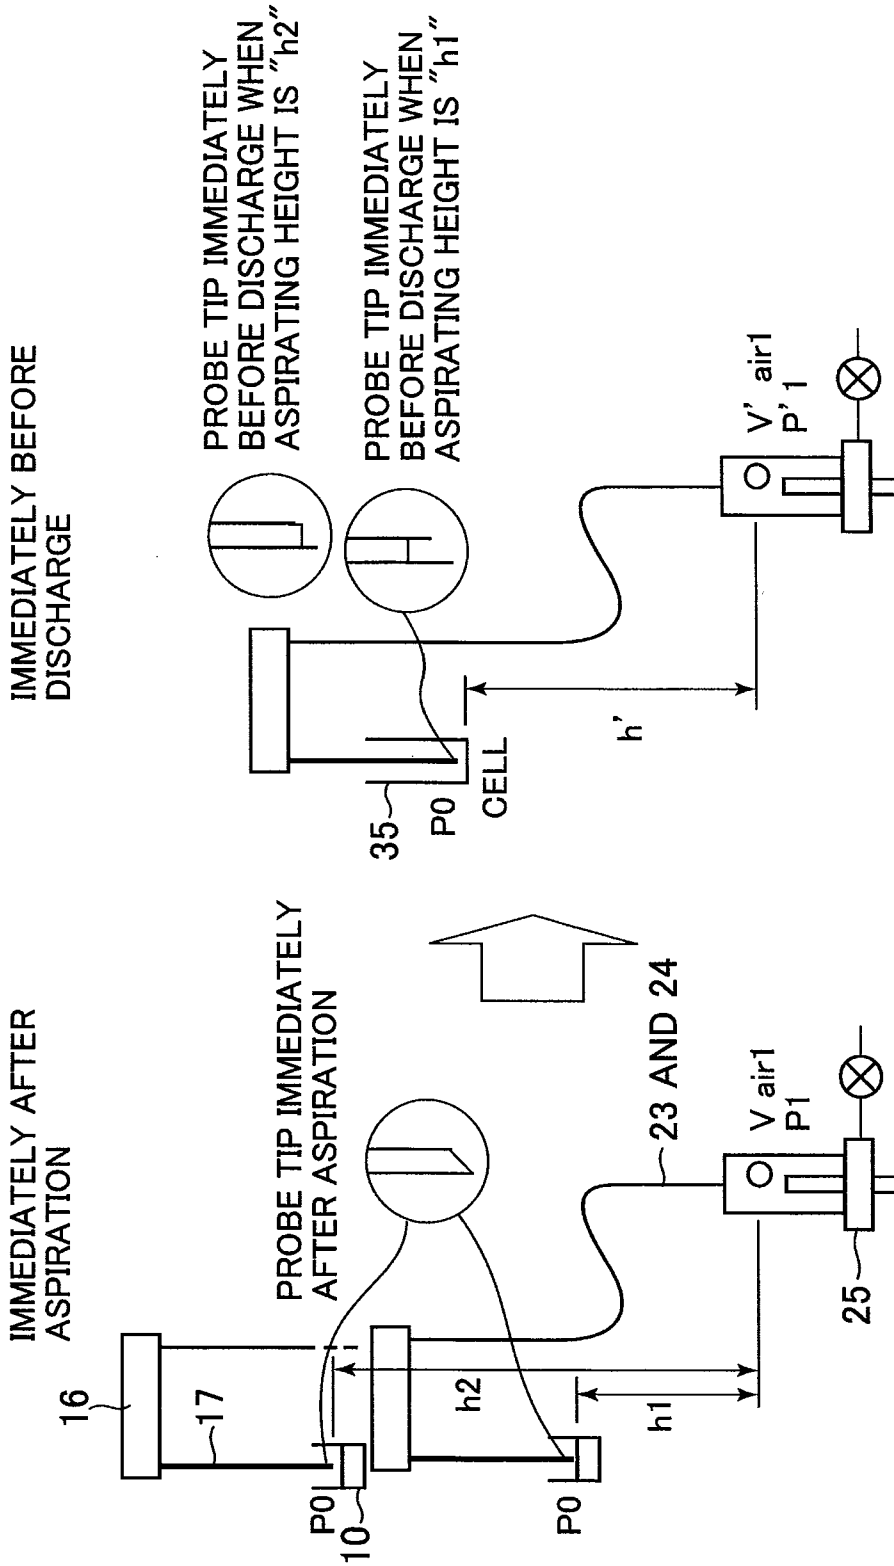 IMMEDIATELY AFTER
ASPIRATION
16
17
P0
10
P0
h2
h1
PROBE TIP IMMEDIATELY
AFTER ASPIRATION
23 AND 24
V air1
P1
25
IMMEDIATELY BEFORE
DISCHARGE
35
P0
CELL
h'
PROBE TIP IMMEDIATELY
BEFORE DISCHARGE WHEN
ASPIRATING HEIGHT IS "h2"
PROBE TIP IMMEDIATELY
BEFORE DISCHARGE WHEN
ASPIRATING HEIGHT IS "h1"
V' air1
P'1